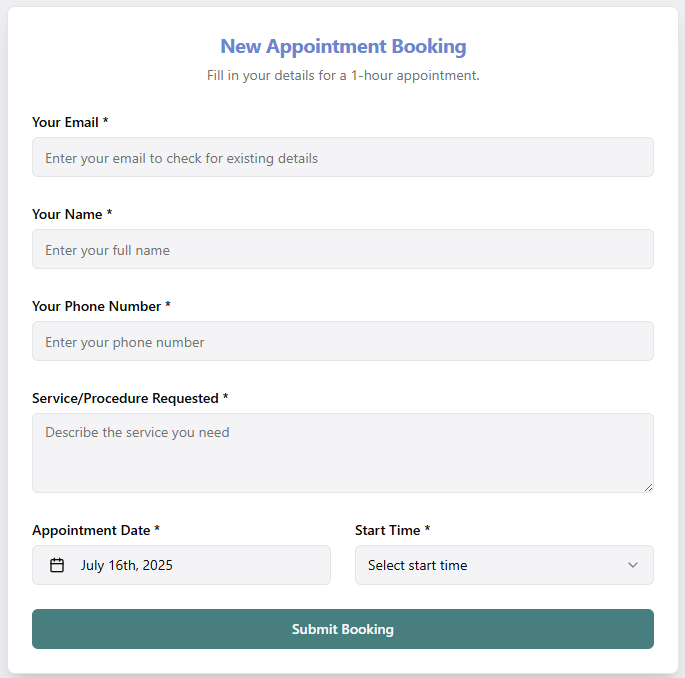 New Appointment Booking
Fill in your details for a 1-hour appointment.
Your Email *
Enter your email to check for existing details
Your Name *
Enter your full name
Your Phone Number *
Enter your phone number
Service/Procedure Requested *
Describe the service you need
Appointment Date *
Start Time *
July 16th, 2025
Select start time
Submit Booking